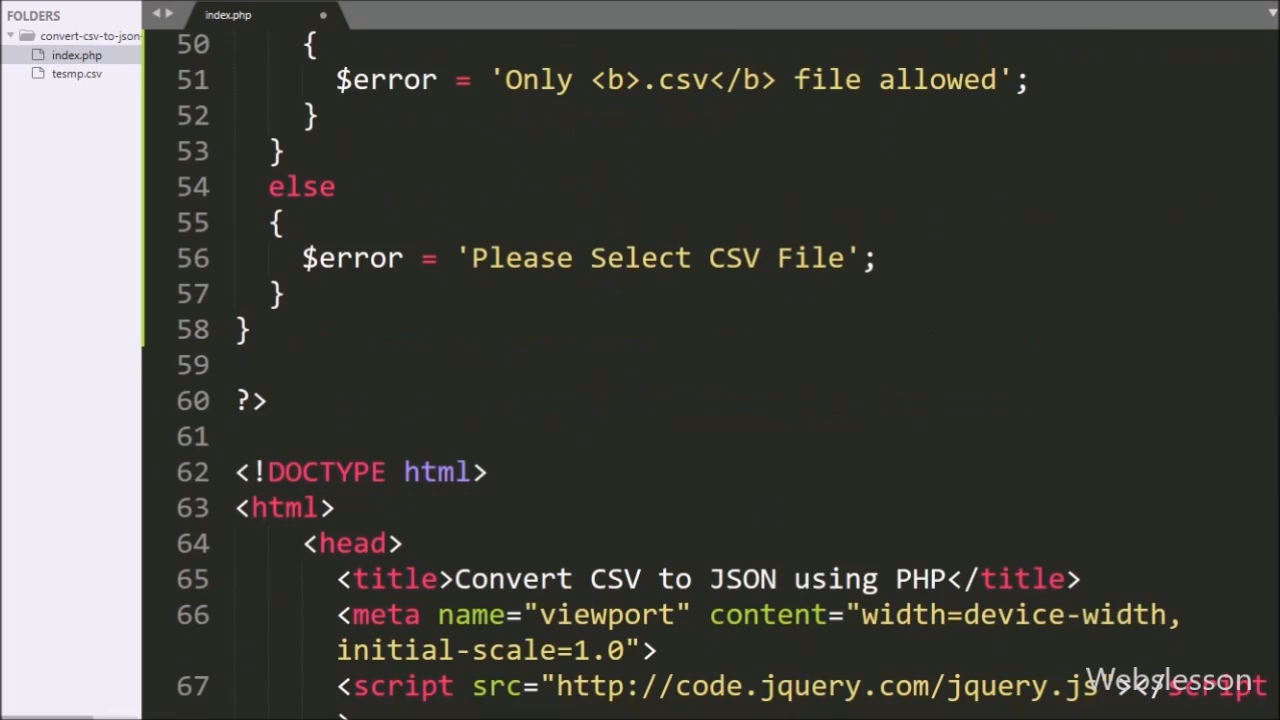 FOLDERS
convert-csv-to-json-
index.php
tesmp.csv
index.php
50 {
51 $error = 'Only <b>.csv</b> file allowed';
52 }
53 }
54 else
55 {
56 $error = 'Please Select CSV File';
57 }
58 }
59
60 ?>
61
62 <!DOCTYPE html>
63 <html>
64 <head>
65 <title>Convert CSV to JSON using PHP</title>
66 <meta name="viewport" content="width=device-width,
initial-scale=1.0">
67 <script src="http://code.jquery.com/jquery.js"></script
Webslesson